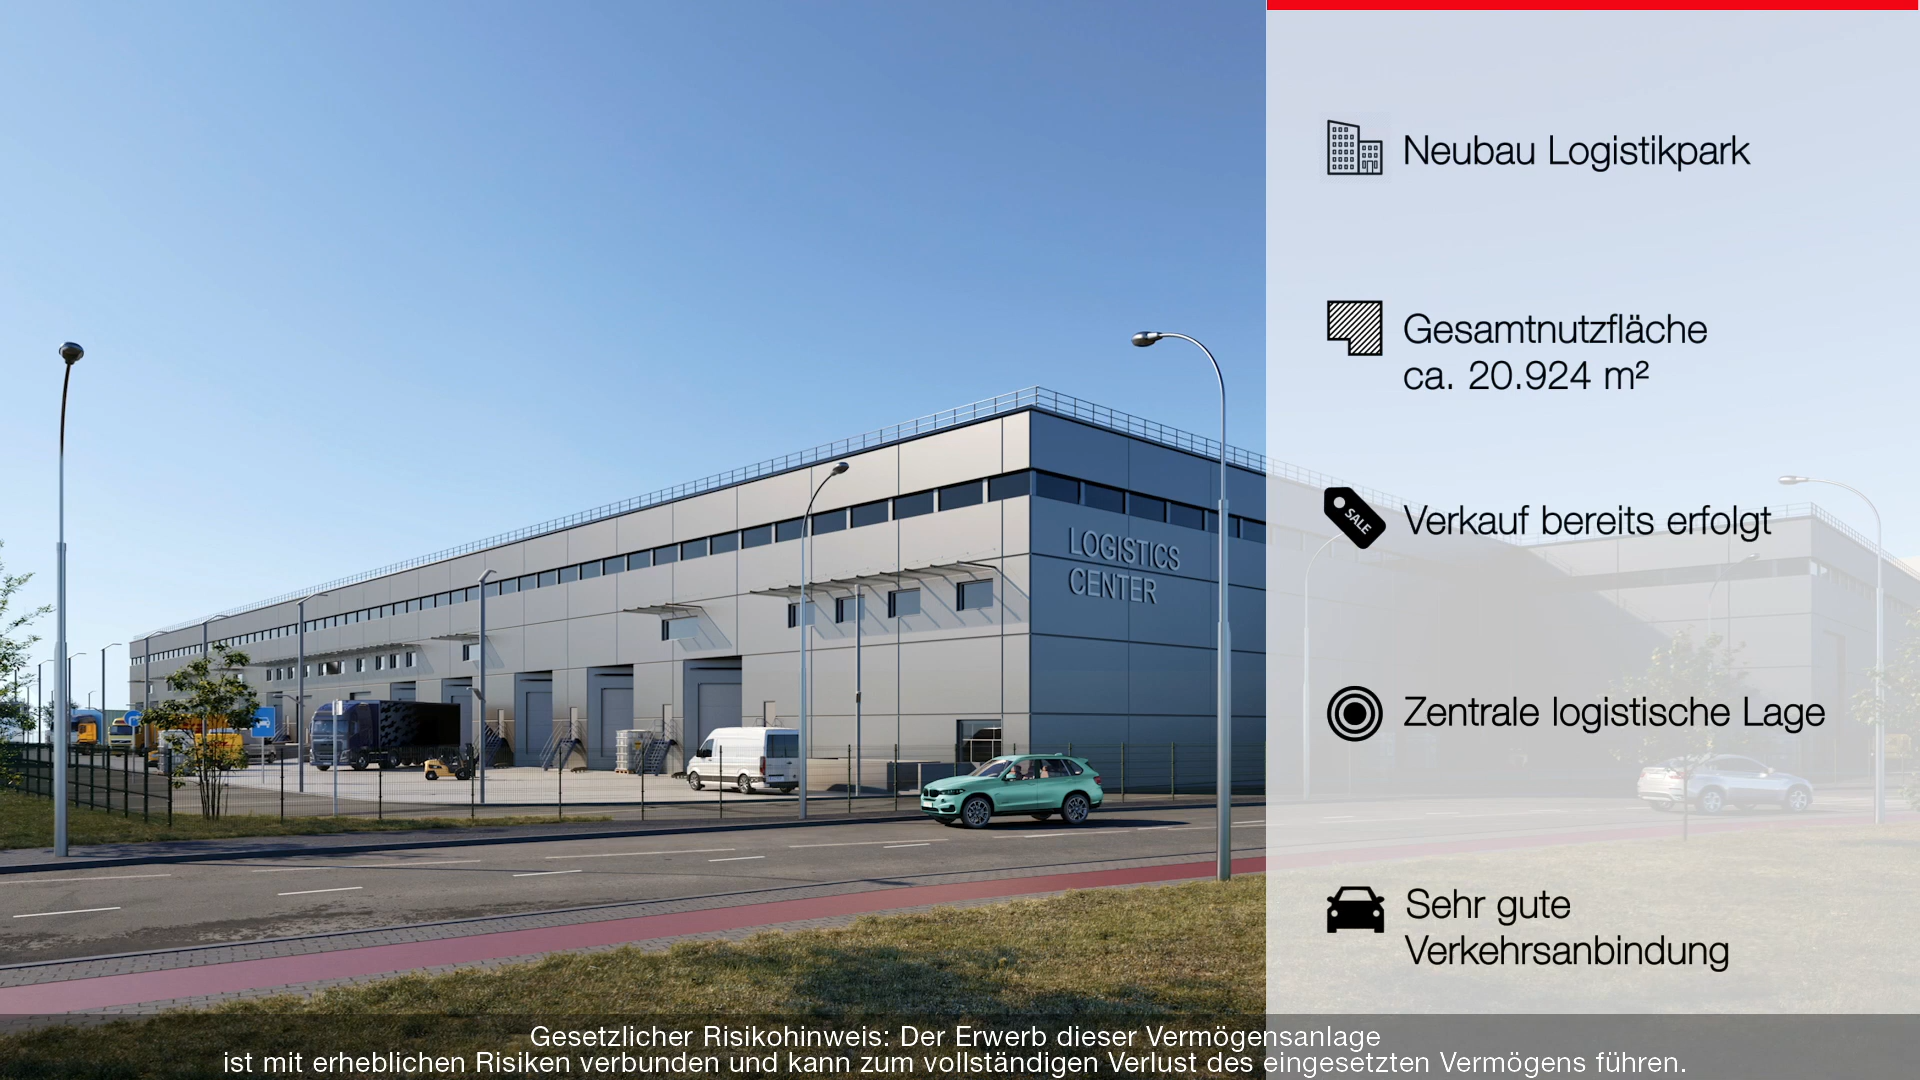 LOGISTICS
CENTER
Neubau Logistikpark
Gesamtnutzfläche
ca. 20.924 m²
SALE
Verkauf bereits erfolgt
Zentrale logistische Lage
Sehr gute
Verkehrsanbindung
Gesetzlicher Risikohinweis: Der Erwerb dieser Vermögensanlage
ist mit erheblichen Risiken verbunden und kann zum vollständigen Verlust des eingesetzten Vermögens führen.